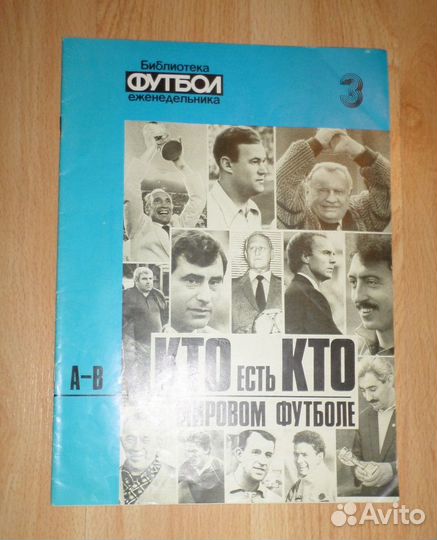 Библиотека
ФУТБОЛ
еженедельника
3
А–В
КТО есть КТО
МИРОВОМ ФУТБОЛЕ
Avito